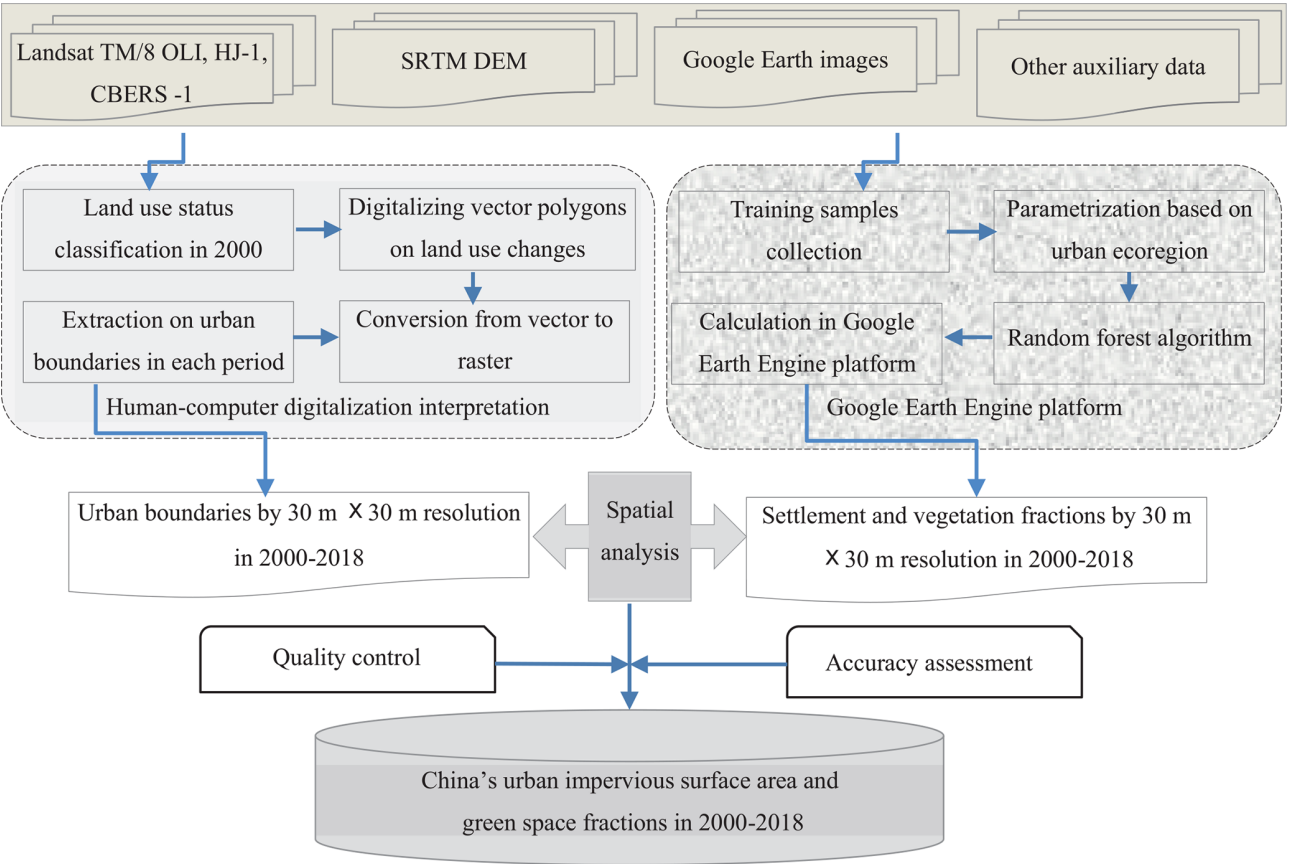 Landsat TM/8 OLI, HJ-1,
CBERS -1
SRTM DEM
Google Earth images
Other auxiliary data
Land use status
classification in 2000
Digitalizing vector polygons
on land use changes
Extraction on urban
boundaries in each period
Conversion from vector to
raster
Human-computer digitalization interpretation
Training samples
collection
Parametrization based on
urban ecoregion
Calculation in Google
Earth Engine platform
Random forest algorithm
Google Earth Engine platform
Urban boundaries by 30 m × 30 m resolution
in 2000-2018
Spatial
analysis
Settlement and vegetation fractions by 30 m
× 30 m resolution in 2000-2018
Quality control
Accuracy assessment
China’s urban impervious surface area and
green space fractions in 2000-2018